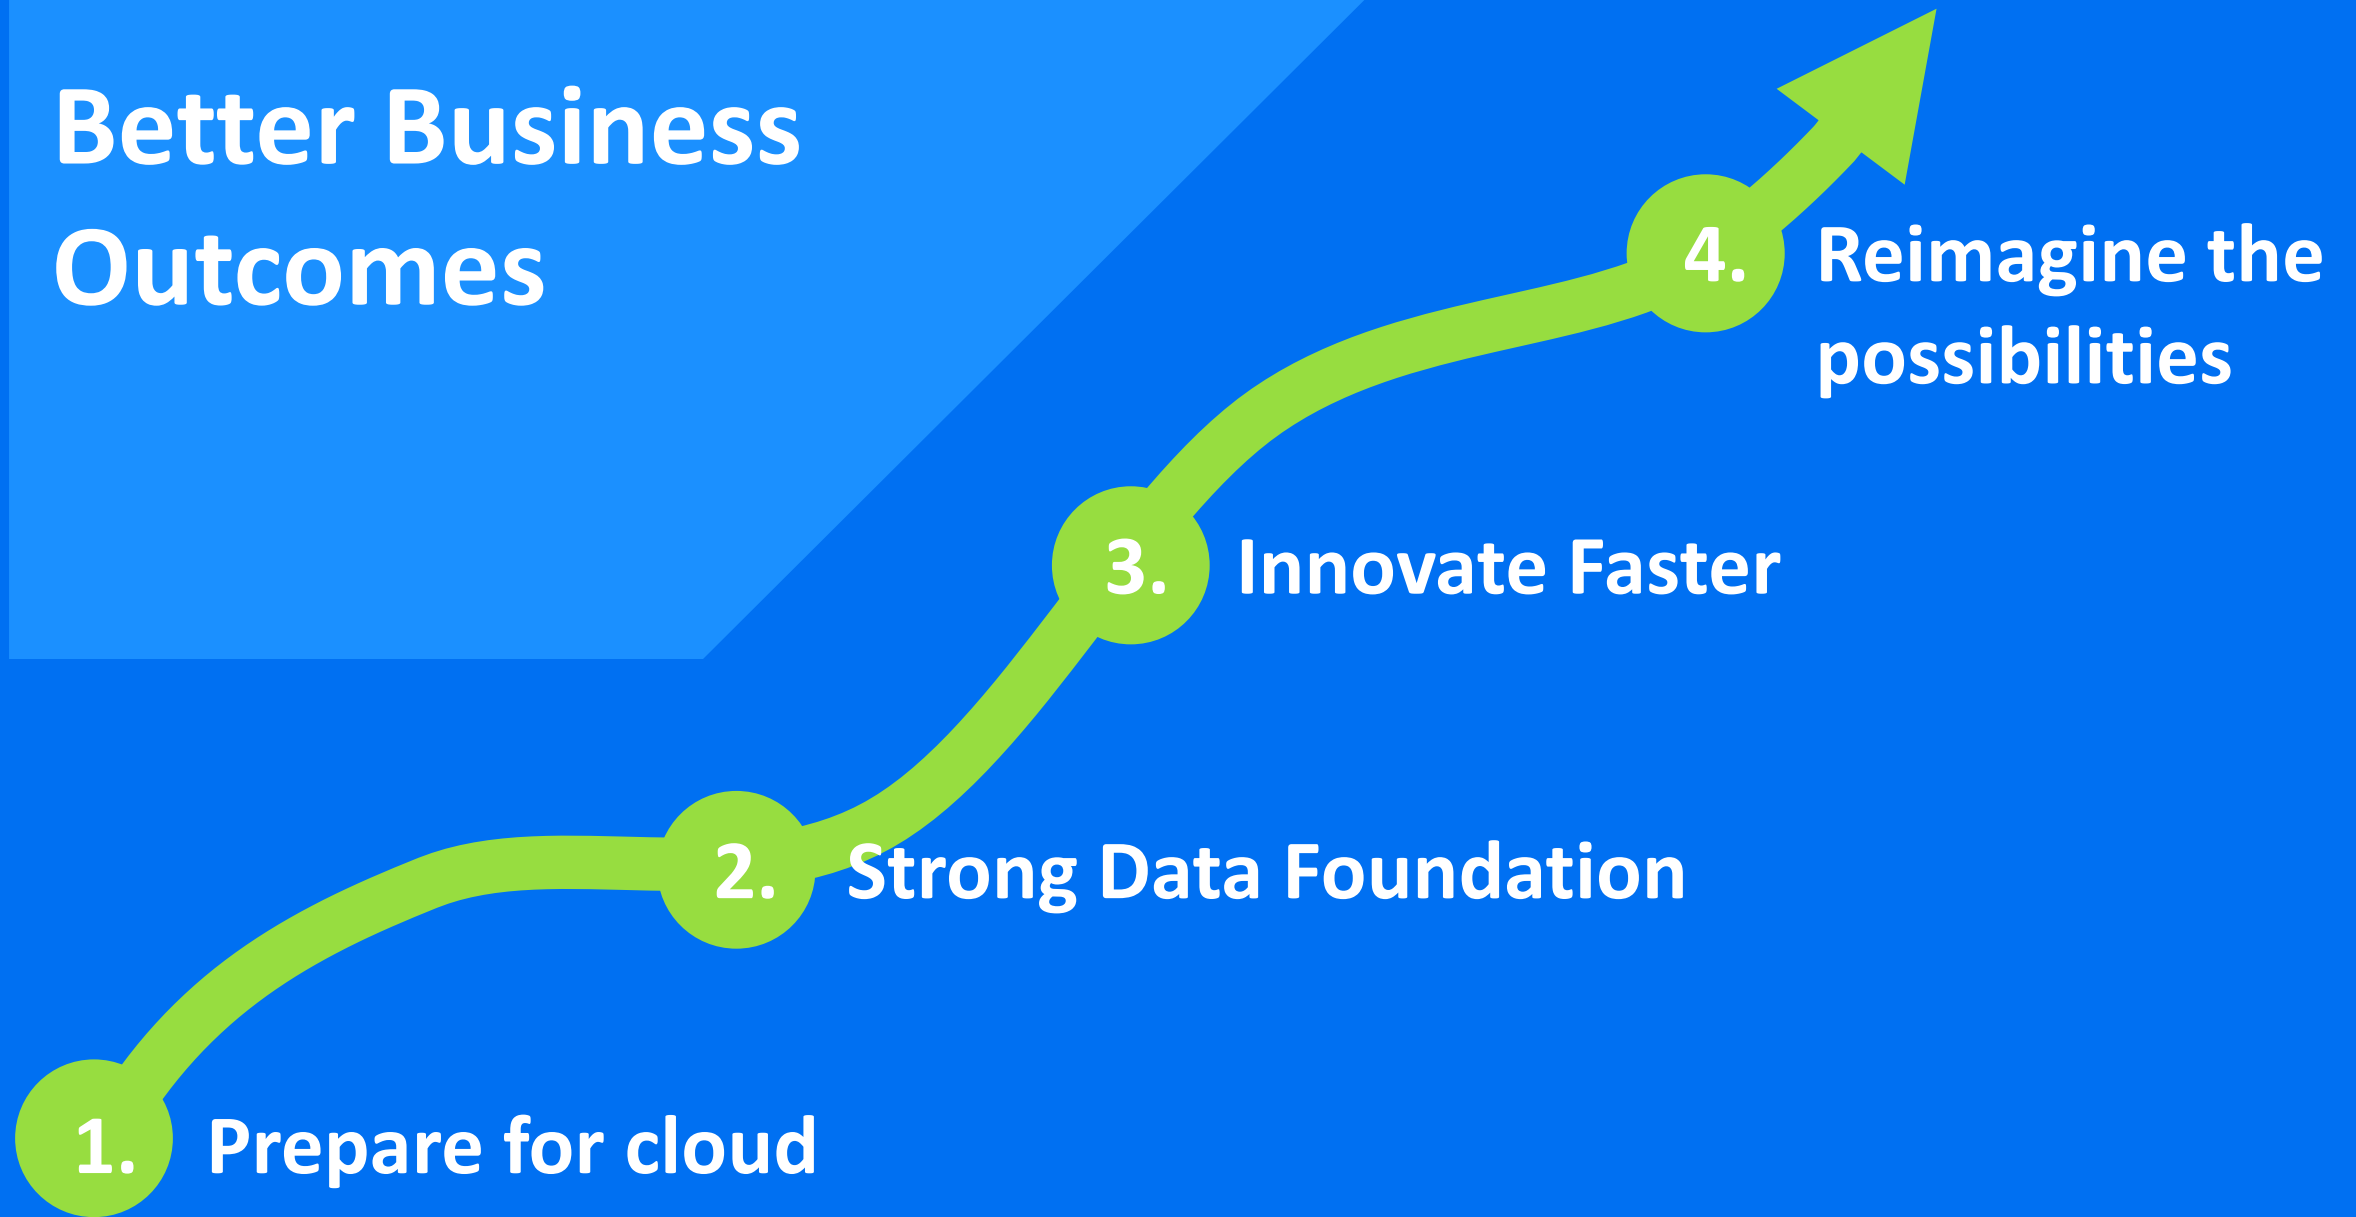 Better Business
Outcomes
4. Reimagine the
possibilities
3. Innovate Faster
2. Strong Data Foundation
1. Prepare for cloud